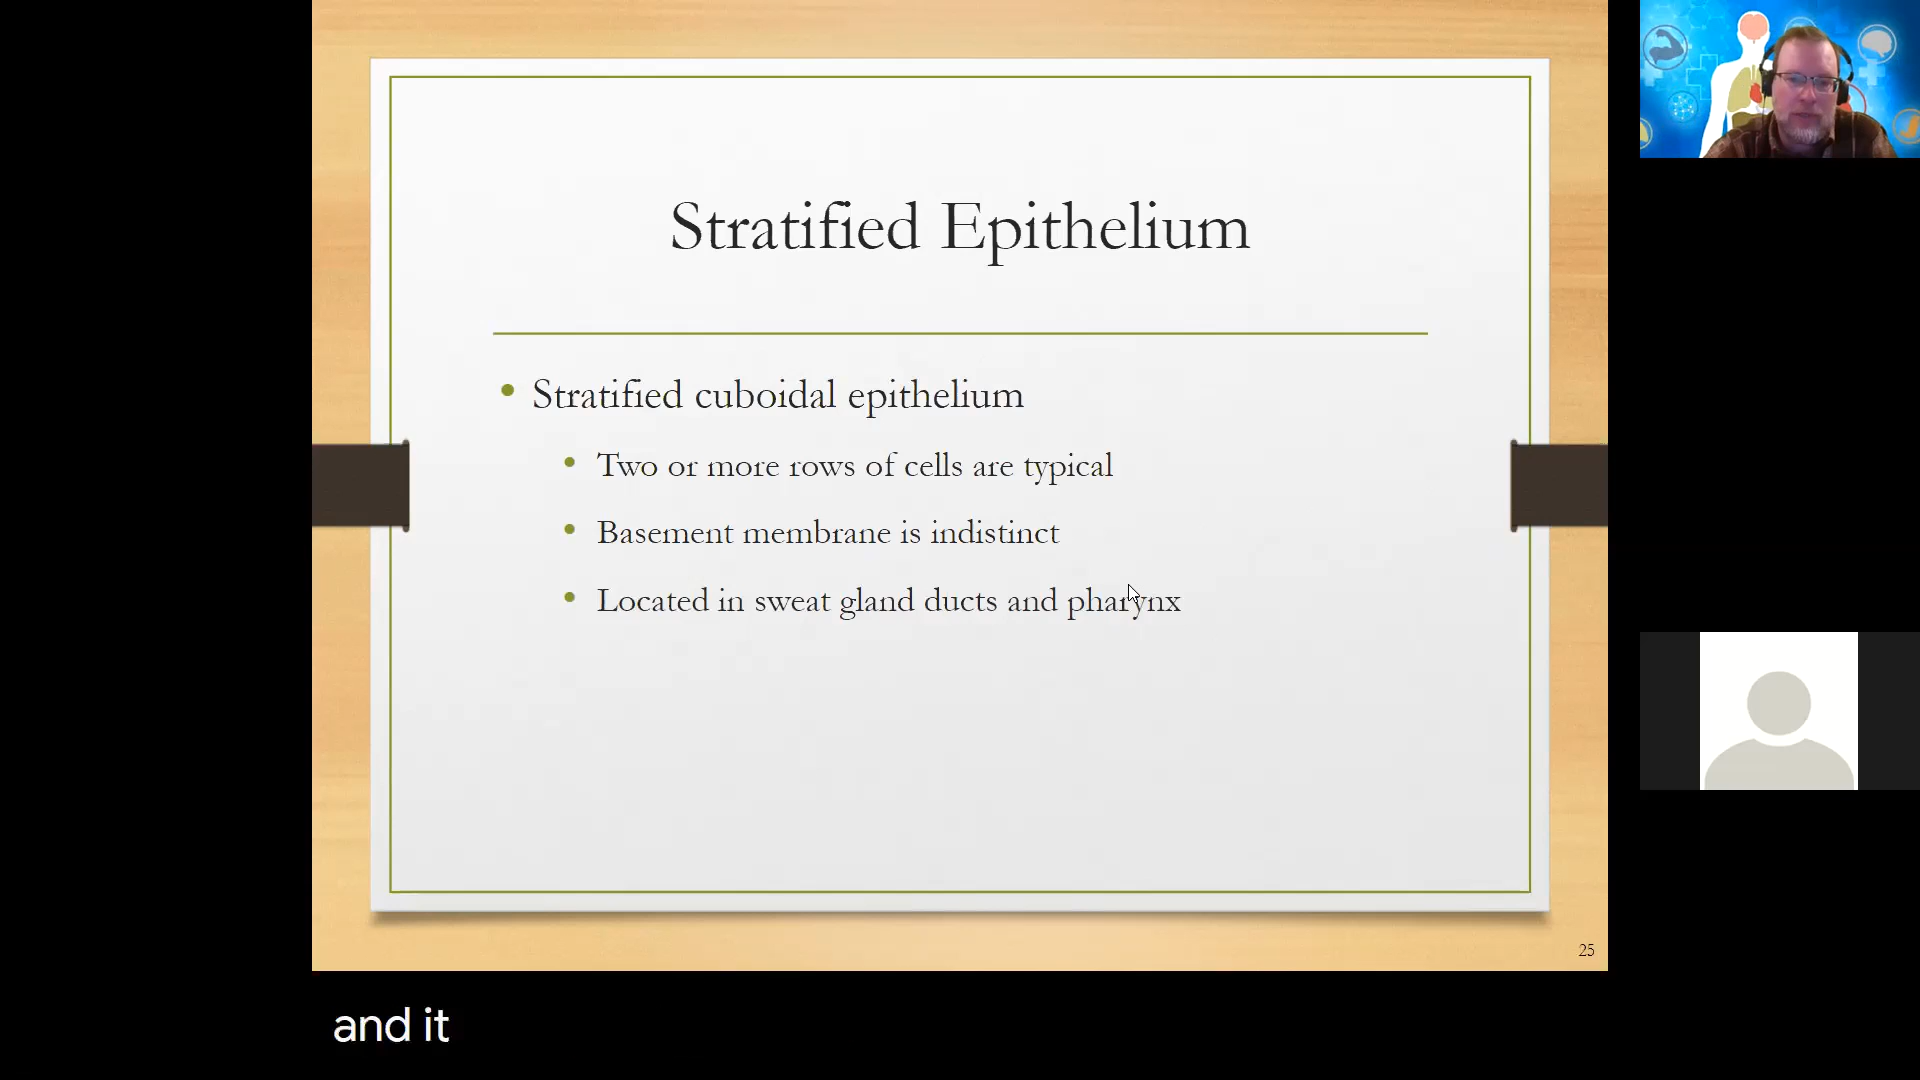 Stratified Epithelium
• Stratified cuboidal epithelium
• Two or more rows of cells are typical
• Basement membrane is indistinct
• Located in sweat gland ducts and pharynx
25
and it